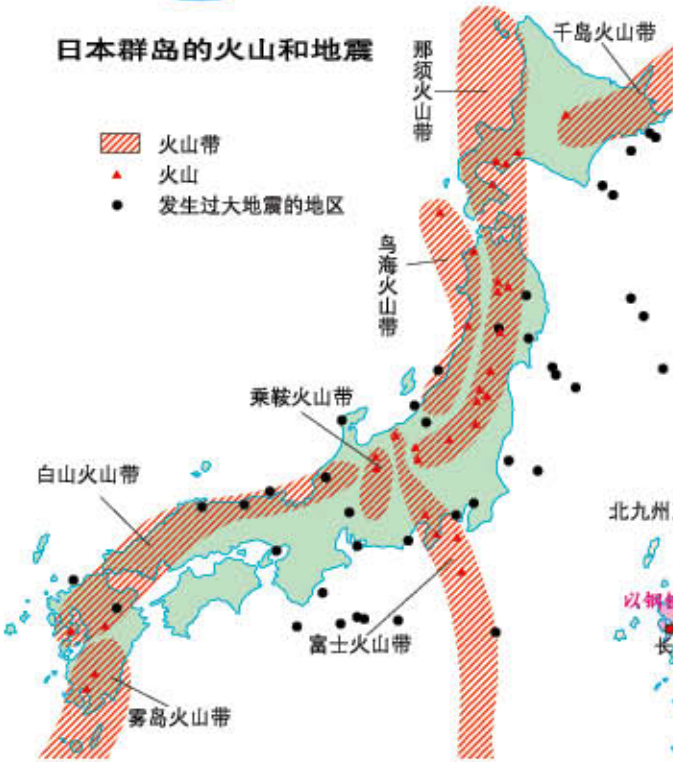 日本群岛的火山和地震
火山带
火山
发生过大地震的地区
那须火山带
千岛火山带
鸟海火山带
乘鞍火山带
白山火山带
富士火山带
雾岛火山带
北九州
以钢
长